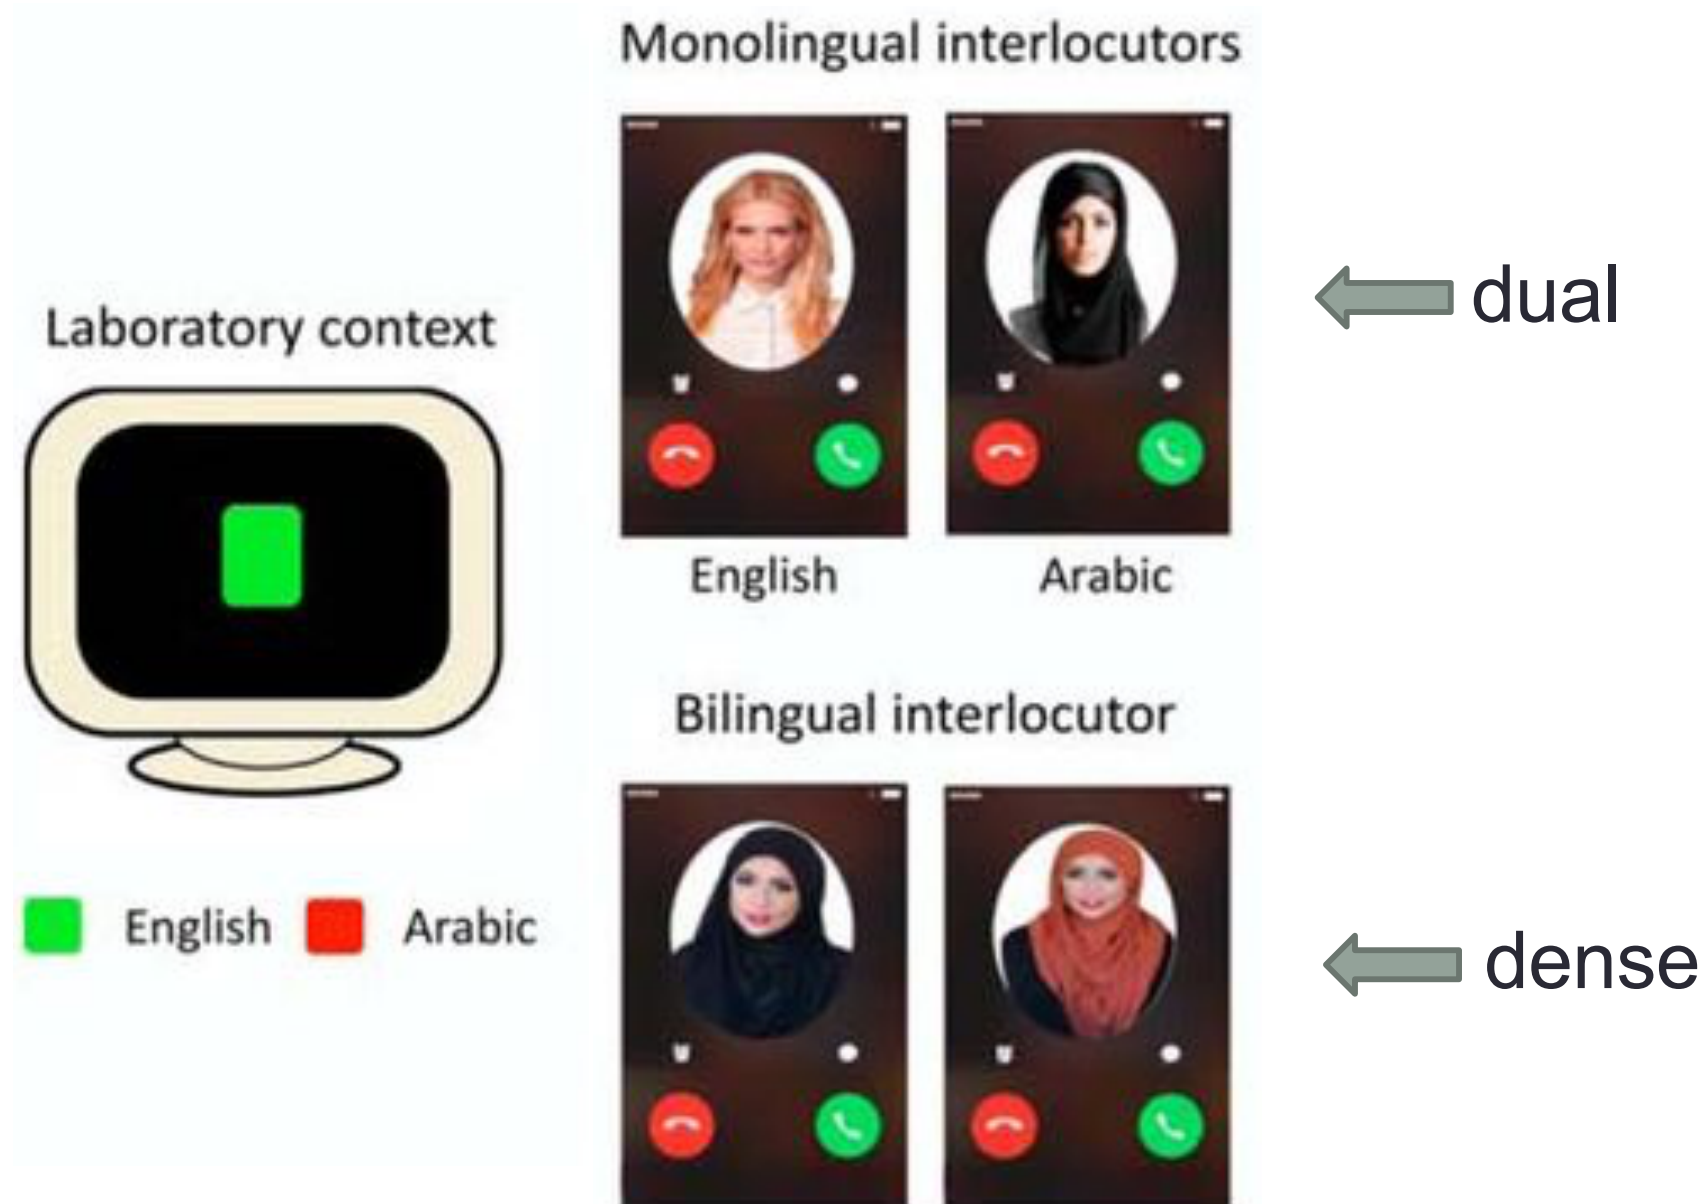 Monolingual interlocutors
dual
Laboratory context
English
Arabic
Bilingual interlocutor
English
Arabic
dense